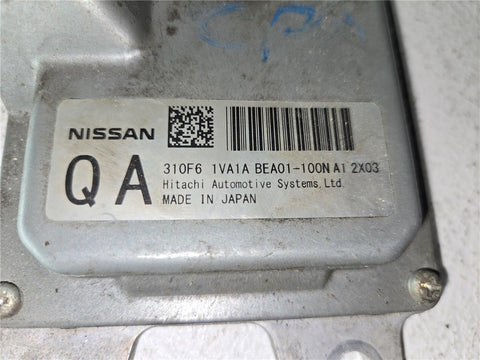 NISSAN
QA
310F6 1VA1A BEA01-100N A1 2X03
Hitachi Automotive Systems,Ltd.
MADE IN JAPAN